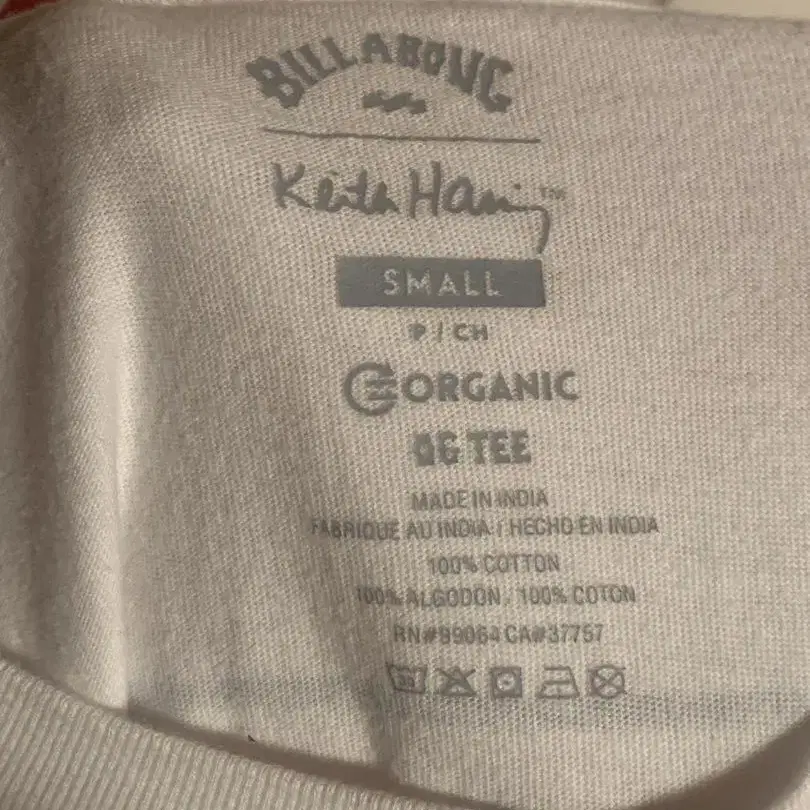 BILLABONG
Keith Haring™
SMALL
P / CH
ORGANIC
OG TEE
MADE IN INDIA
FABRIQUE AU INDIA / HECHO EN INDIA
100% COTTON
100% ALGODON, 100% COTON
RN#99064 CA#37757